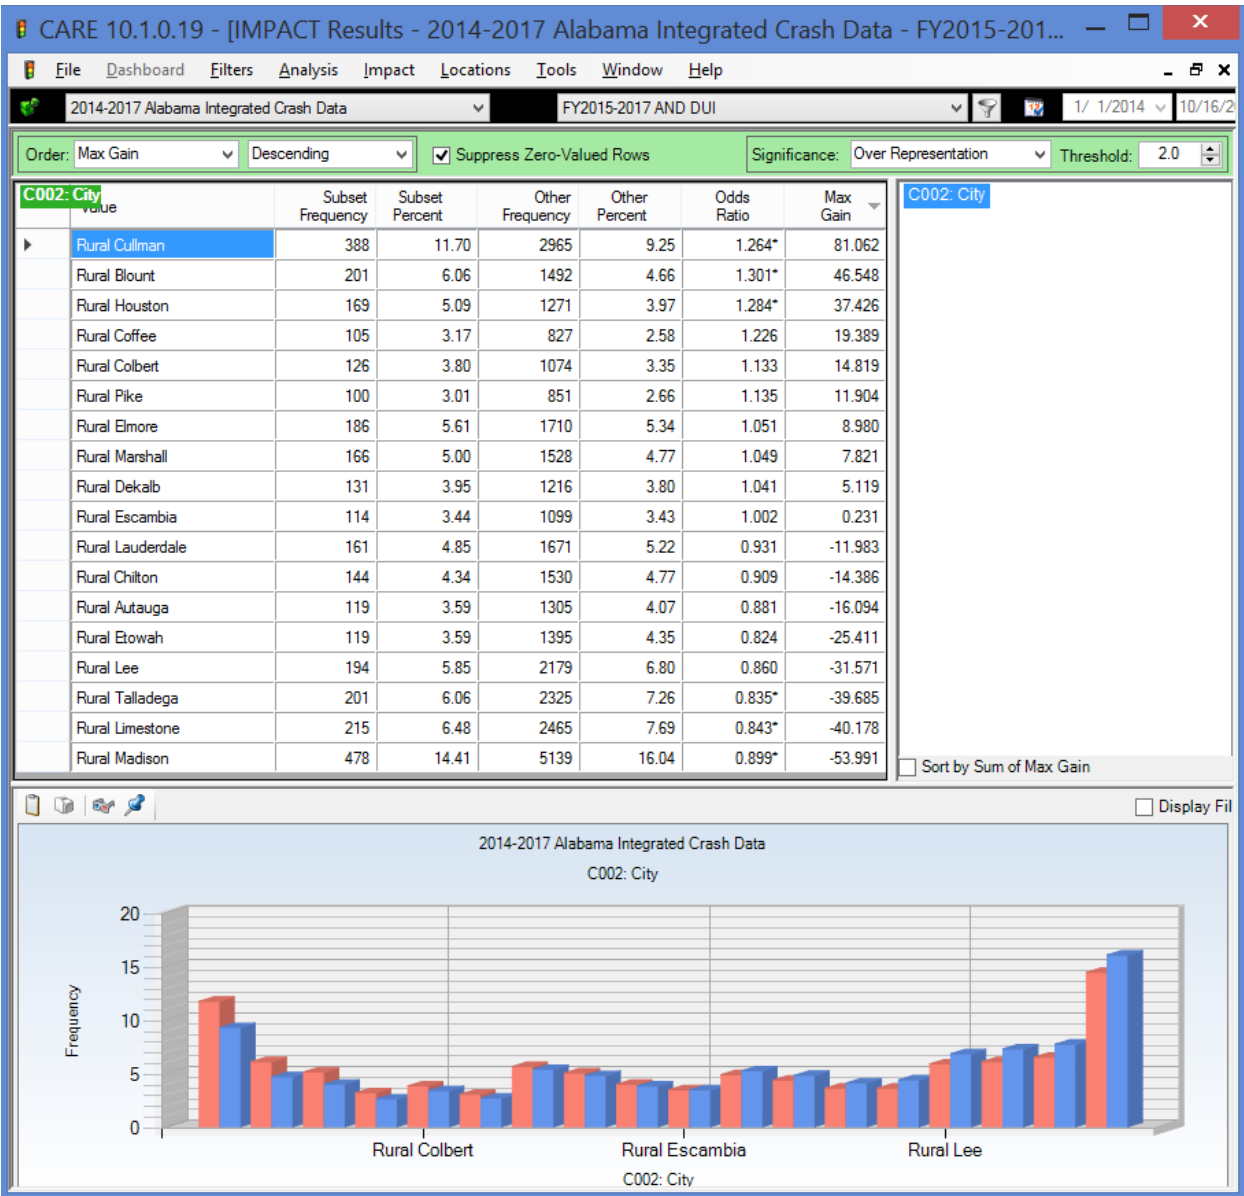 CARE 10.1.0.19 - [IMPACT Results - 2014-2017 Alabama Integrated Crash Data - FY2015-201...
File Dashboard Filters Analysis Impact Locations Tools Window Help
2014-2017 Alabama Integrated Crash Data FY2015-2017 AND DUI 1/ 1/2014 10/16/2
Order: Max Gain Descending Suppress Zero-Valued Rows Significance: Over Representation Threshold: 2.0
C002: City Value Subset Frequency Subset Percent Other Frequency Other Percent Odds Ratio Max Gain C002: City
Rural Cullman 388 11.70 2965 9.25 1.264* 81.062
Rural Blount 201 6.06 1492 4.66 1.301* 46.548
Rural Houston 169 5.09 1271 3.97 1.284* 37.426
Rural Coffee 105 3.17 827 2.58 1.226 19.389
Rural Colbert 126 3.80 1074 3.35 1.133 14.819
Rural Pike 100 3.01 851 2.66 1.135 11.904
Rural Elmore 186 5.61 1710 5.34 1.051 8.980
Rural Marshall 166 5.00 1528 4.77 1.049 7.821
Rural Dekalb 131 3.95 1216 3.80 1.041 5.119
Rural Escambia 114 3.44 1099 3.43 1.002 0.231
Rural Lauderdale 161 4.85 1671 5.22 0.931 -11.983
Rural Chilton 144 4.34 1530 4.77 0.909 -14.386
Rural Autauga 119 3.59 1305 4.07 0.881 -16.094
Rural Etowah 119 3.59 1395 4.35 0.824 -25.411
Rural Lee 194 5.85 2179 6.80 0.860 -31.571
Rural Talladega 201 6.06 2325 7.26 0.835* -39.685
Rural Limestone 215 6.48 2465 7.69 0.843* -40.178
Rural Madison 478 14.41 5139 16.04 0.899* -53.991
Sort by Sum of Max Gain
Display Fil
2014-2017 Alabama Integrated Crash Data
C002: City
20
15
10
5
0
Frequency
Rural Colbert Rural Escambia Rural Lee
C002: City